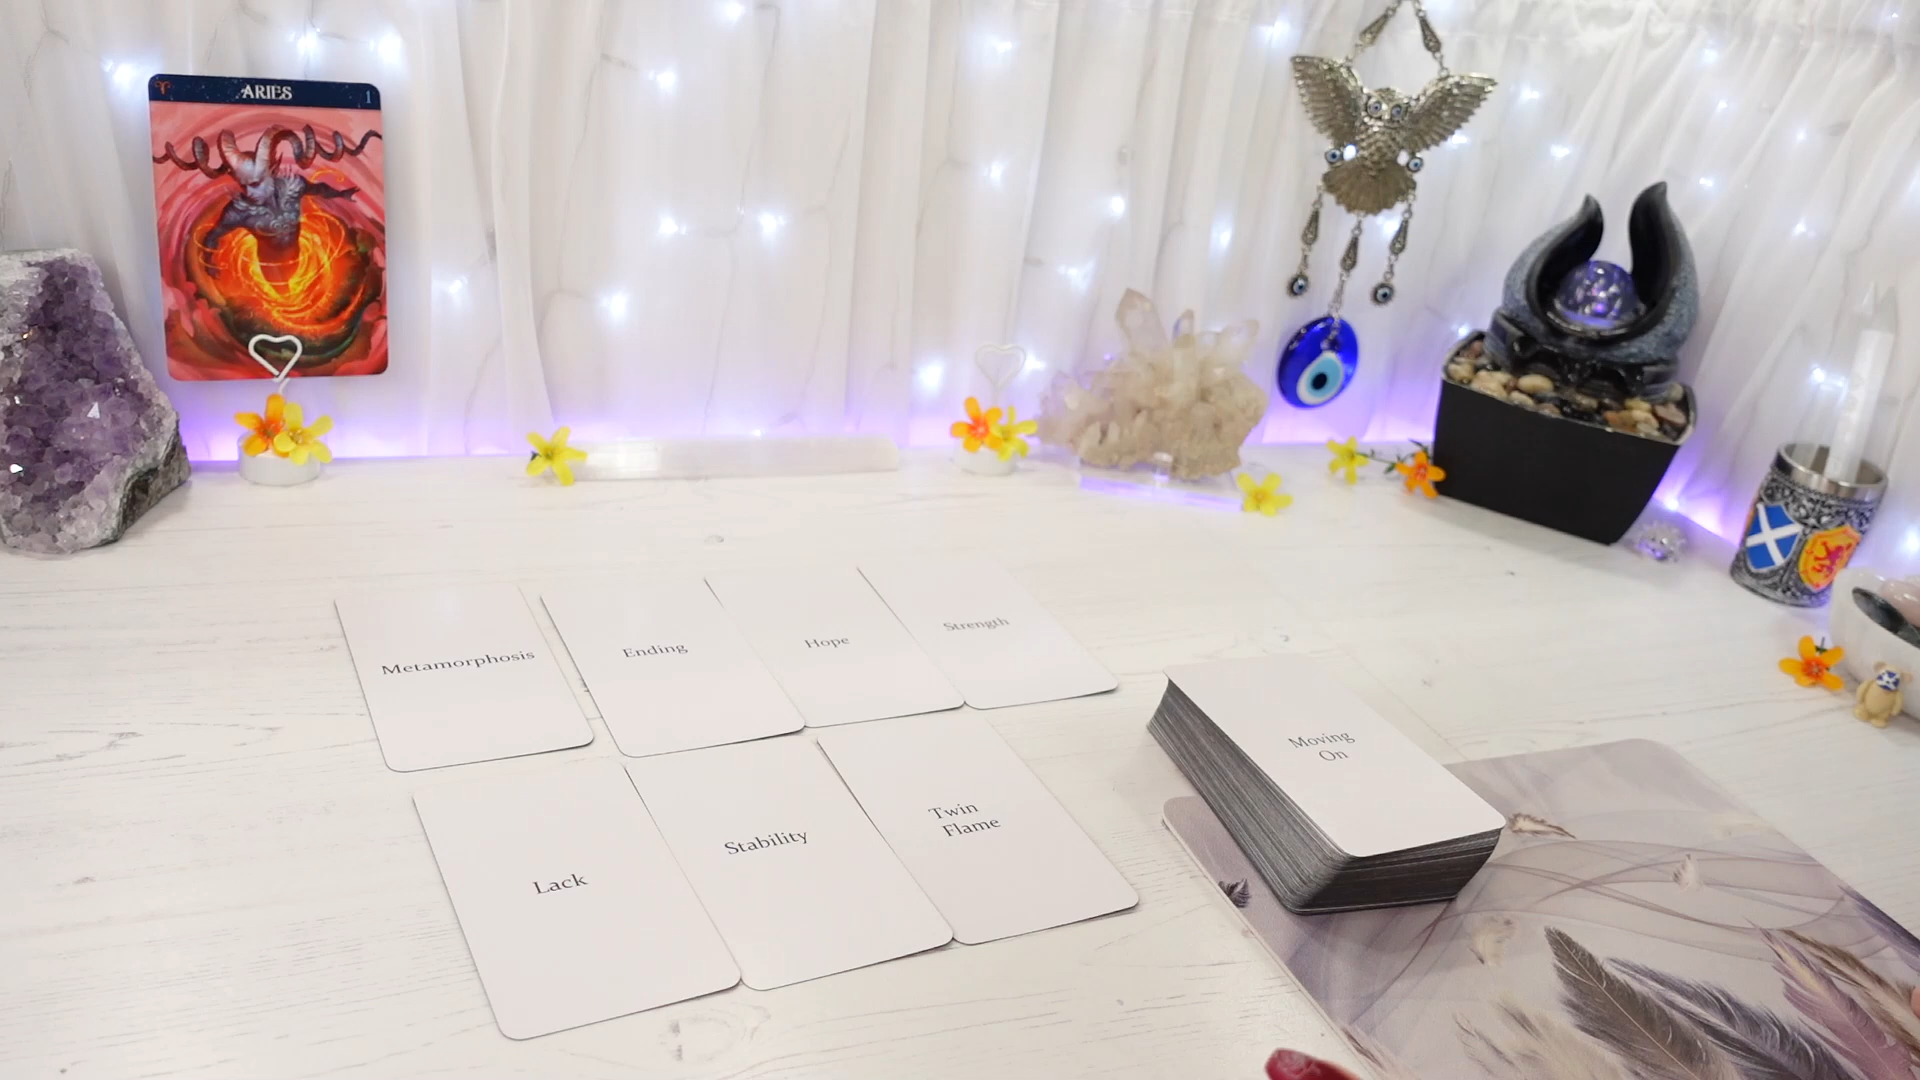 ARIES
1
Metamorphosis
Ending
Hope
Strength
Moving
On
Lack
Stability
Twin
Flame